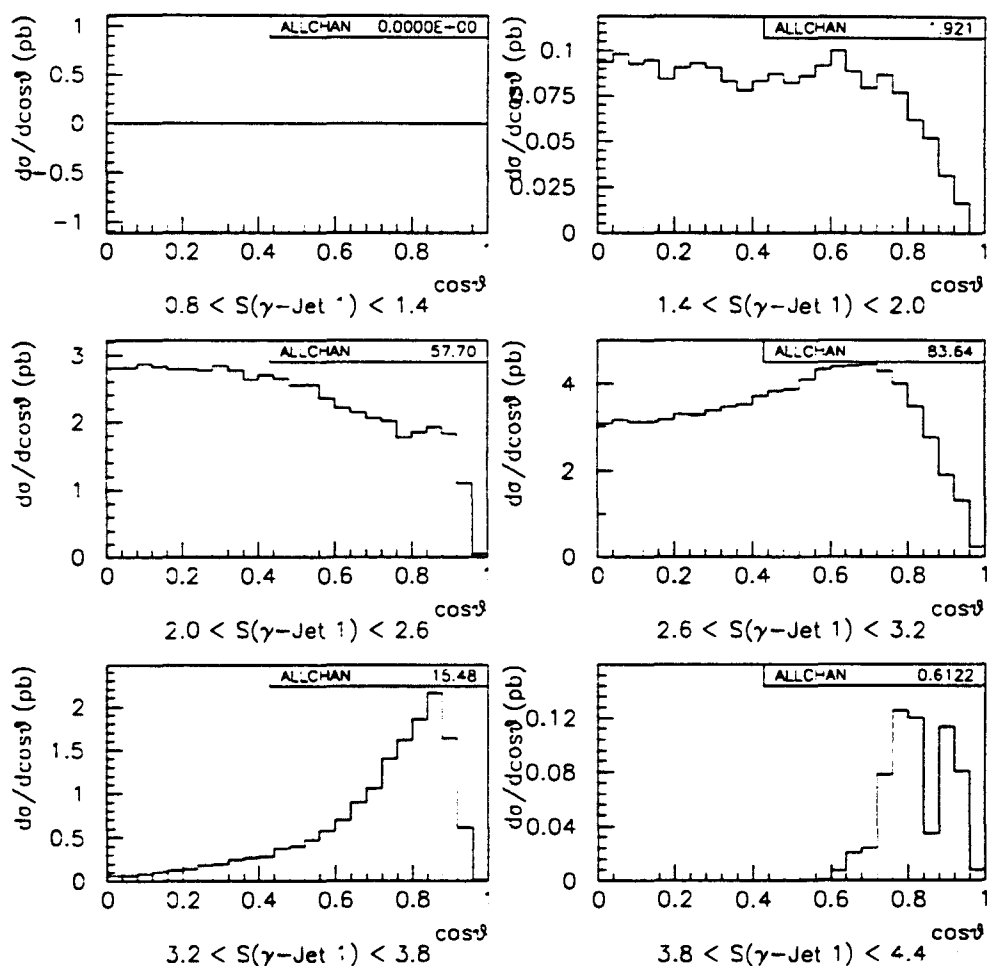 dσ/dcosϑ (pb)
1
0.5
0
−0.5
−1
ALLCHAN 0.0000E-00
0 0.2 0.4 0.6 0.8 1
cosϑ
0.8 < S(γ-Jet 1) < 1.4
dσ/dcosϑ (pb)
0.1
0.075
0.05
0.025
0
ALLCHAN 1.921
0 0.2 0.4 0.6 0.8 1
cosϑ
1.4 < S(γ-Jet 1) < 2.0
dσ/dcosϑ (pb)
3
2
1
0
ALLCHAN 57.70
0 0.2 0.4 0.6 0.8 1
cosϑ
2.0 < S(γ-Jet 1) < 2.6
dσ/dcosϑ (pb)
4
2
0
ALLCHAN 83.64
0 0.2 0.4 0.6 0.8 1
cosϑ
2.6 < S(γ-Jet 1) < 3.2
dσ/dcosϑ (pb)
2
1.5
1
0.5
0
ALLCHAN 15.48
0 0.2 0.4 0.6 0.8 1
cosϑ
3.2 < S(γ-Jet 1) < 3.8
dσ/dcosϑ (pb)
0.12
0.08
0.04
0
ALLCHAN 0.6122
0 0.2 0.4 0.6 0.8 1
cosϑ
3.8 < S(γ-Jet 1) < 4.4